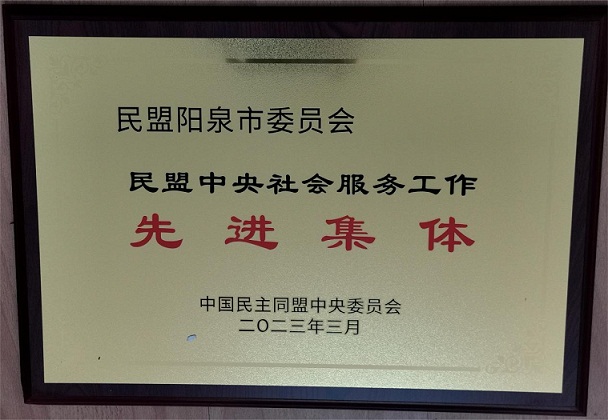 民盟阳泉市委员会
民盟中央社会服务工作
先进集体
中国民主同盟中央委员会
二〇二三年三月